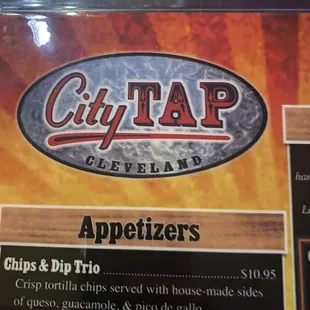 City TAP
CLEVELAND
Appetizers
Chips & Dip Trio ........................................ $10.95
Crisp tortilla chips served with house-made sides
of queso, guacamole, & pico de gallo